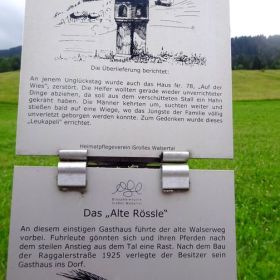 Die Überlieferung berichtet:
An jenem Unglückstag wurde auch das Haus Nr. 78, „Auf der
Wies", zerstört. Die Helfer wollten gerade wieder unverrichteter
Dinge abziehen, da soll aus dem verschütteten Stall ein Hahn
gekräht haben. Die Männer kehrten um, suchten weiter und
stießen bald auf eine Wiege, wo das Jüngste der Familie völlig
unverletzt geborgen werden konnte. Zum Gedenken wurde dieses
„Leukapeli" errichtet.
Heimatpflegeverein Großes Walsertal
Das „Alte Rössle"
An diesem einstigen Gasthaus führte der alte Walserweg
vorbei. Fuhrleute gönnten sich und ihren Pferden nach
dem steilen Anstieg aus dem Tal eine Rast. Nach dem Bau
der Raggalerstraße 1925 verlegte der Besitzer sein
Gasthaus ins Dorf.